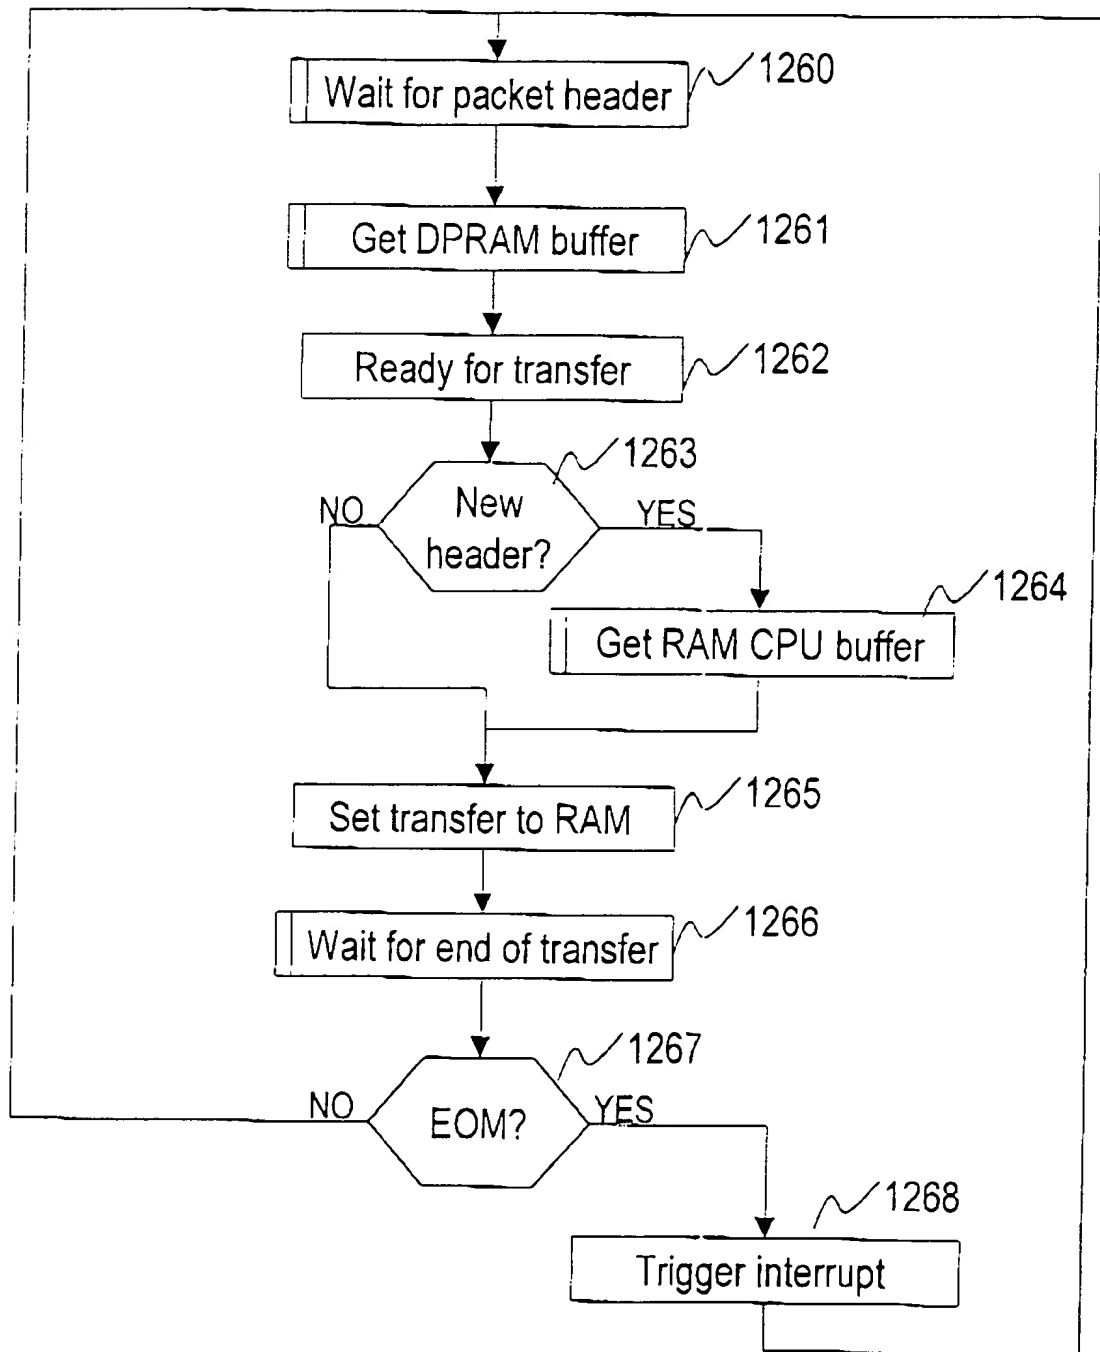 1260
Wait for packet header
1261
Get DPRAM buffer
1262
Ready for transfer
1263
NO
New
header?
YES
1264
Get RAM CPU buffer
1265
Set transfer to RAM
1266
Wait for end of transfer
1267
NO
EOM?
YES
1268
Trigger interrupt